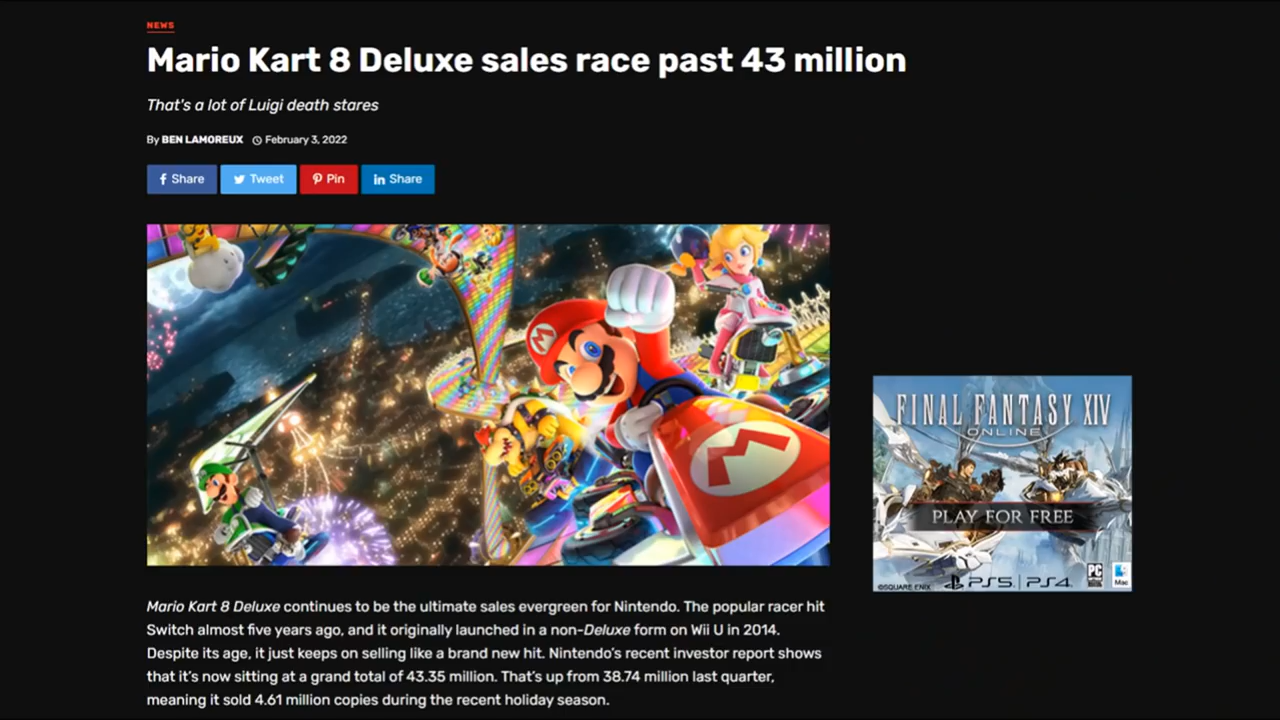 NEWS
Mario Kart 8 Deluxe sales race past 43 million
That's a lot of Luigi death stares
By BEN LAMOREUX February 3, 2022
Share Tweet Pin Share
FINAL FANTASY XIV
ONLINE
PLAY FOR FREE
©SQUARE ENIX PS5 | PS4 PC Mac
Mario Kart 8 Deluxe continues to be the ultimate sales evergreen for Nintendo. The popular racer hit
Switch almost five years ago, and it originally launched in a non-Deluxe form on Wii U in 2014.
Despite its age, it just keeps on selling like a brand new hit. Nintendo's recent investor report shows
that it's now sitting at a grand total of 43.35 million. That's up from 38.74 million last quarter,
meaning it sold 4.61 million copies during the recent holiday season.